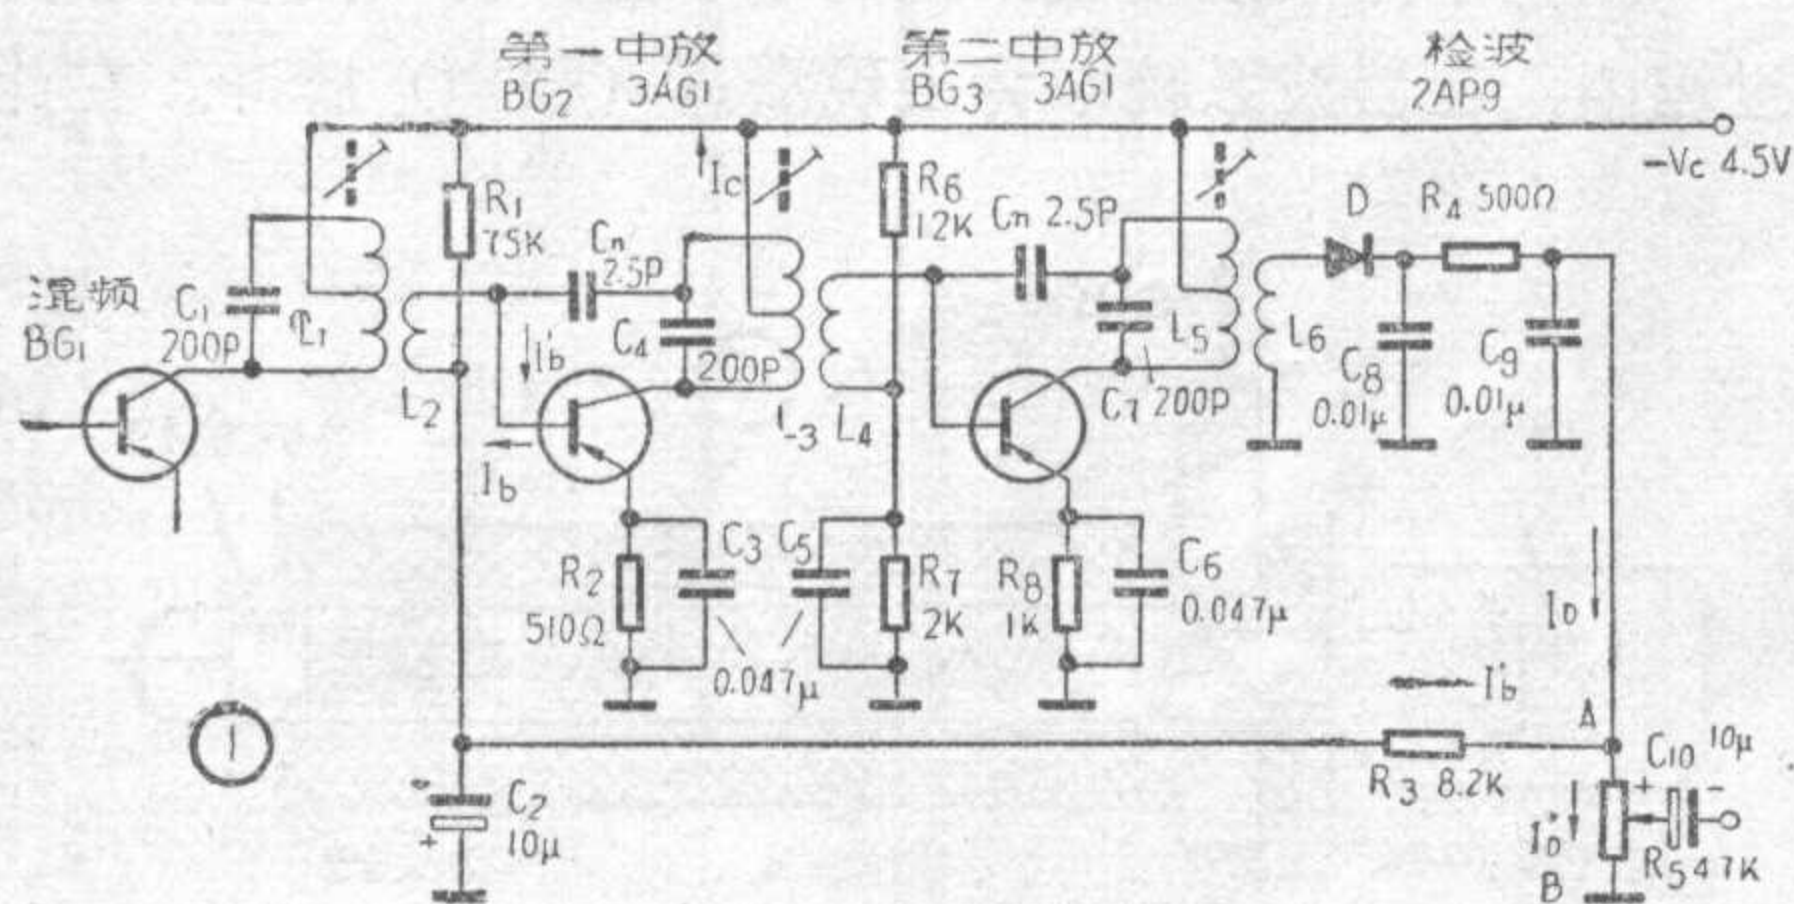 第一中放
BG2 3AG1
第二中放
BG3 3AG1
检波
2AP9
-Vc 4.5V
Ic
R1
75K
R6
12K
Cn
2.5P
Cn 2.5P
D
R4 500Ω
混频
BG1
C1
200P
L1
L2
I'b
Ib
C4
200P
L3
L4
C7 200P
L5
L6
C8
0.01μ
C9
0.01μ
R2
510Ω
C3
C5
0.047μ
R7
2K
R8
1K
C6
0.047μ
ID
I'b
A
1
C2
10μ
+
R3 8.2K
C10 10μ
+ -
I'D
R5 4.7K
B